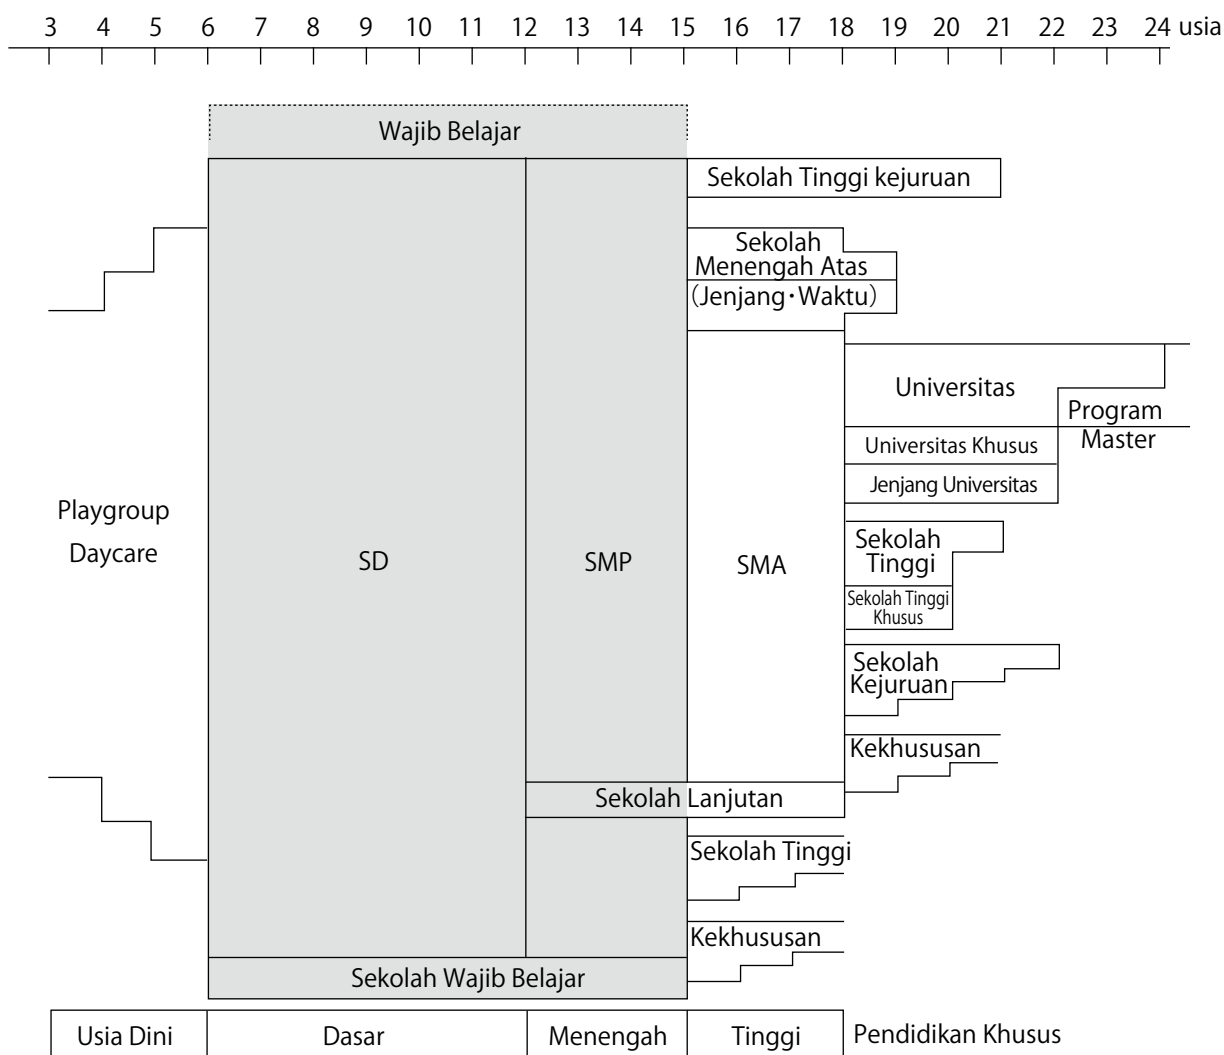 3 4 5 6 7 8 9 10 11 12 13 14 15 16 17 18 19 20 21 22 23 24 usia
Wajib Belajar
Sekolah Tinggi kejuruan
Sekolah
Menengah Atas
(Jenjang・Waktu)
Universitas
Program
Master
Universitas Khusus
Jenjang Universitas
Playgroup
Daycare
SD
SMP
SMA
Sekolah
Tinggi
Sekolah Tinggi
Khusus
Sekolah
Kejuruan
Kekhususan
Sekolah Lanjutan
Sekolah Tinggi
Kekhususan
Sekolah Wajib Belajar
Usia Dini Dasar Menengah Tinggi Pendidikan Khusus